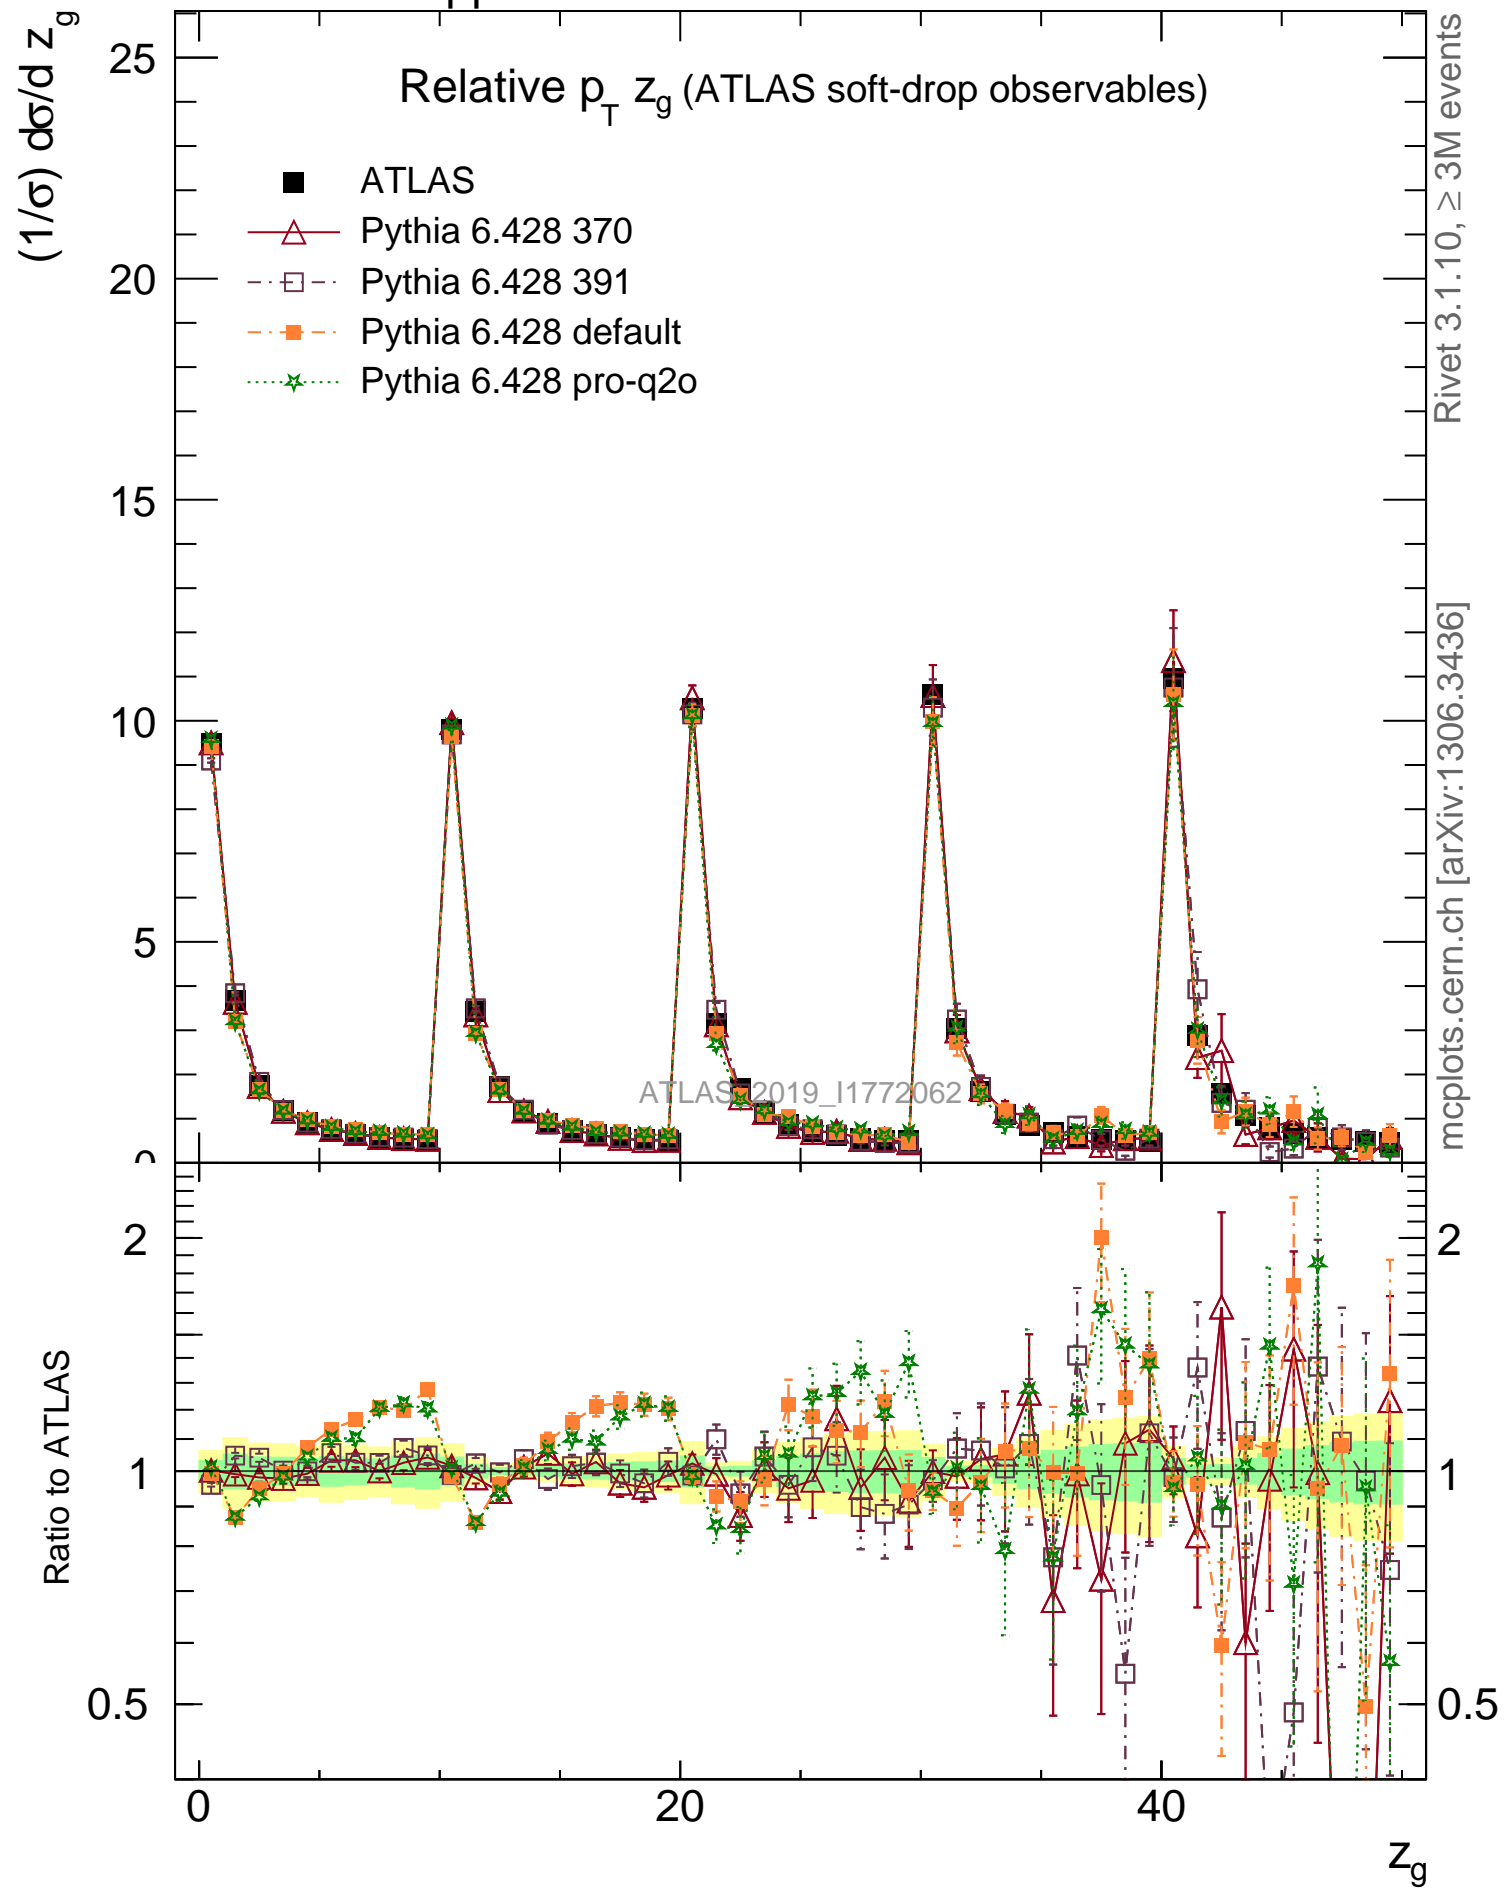 pp
(1/σ) dσ/d z_g
Relative p_T z_g (ATLAS soft-drop observables)
ATLAS
Pythia 6.428 370
Pythia 6.428 391
Pythia 6.428 default
Pythia 6.428 pro-q2o
25
20
15
10
5
0
ATLAS_2019_I1772062
Rivet 3.1.10, ≥ 3M events
mcplots.cern.ch [arXiv:1306.3436]
Ratio to ATLAS
2
1
0.5
2
1
0.5
0
20
40
z_g